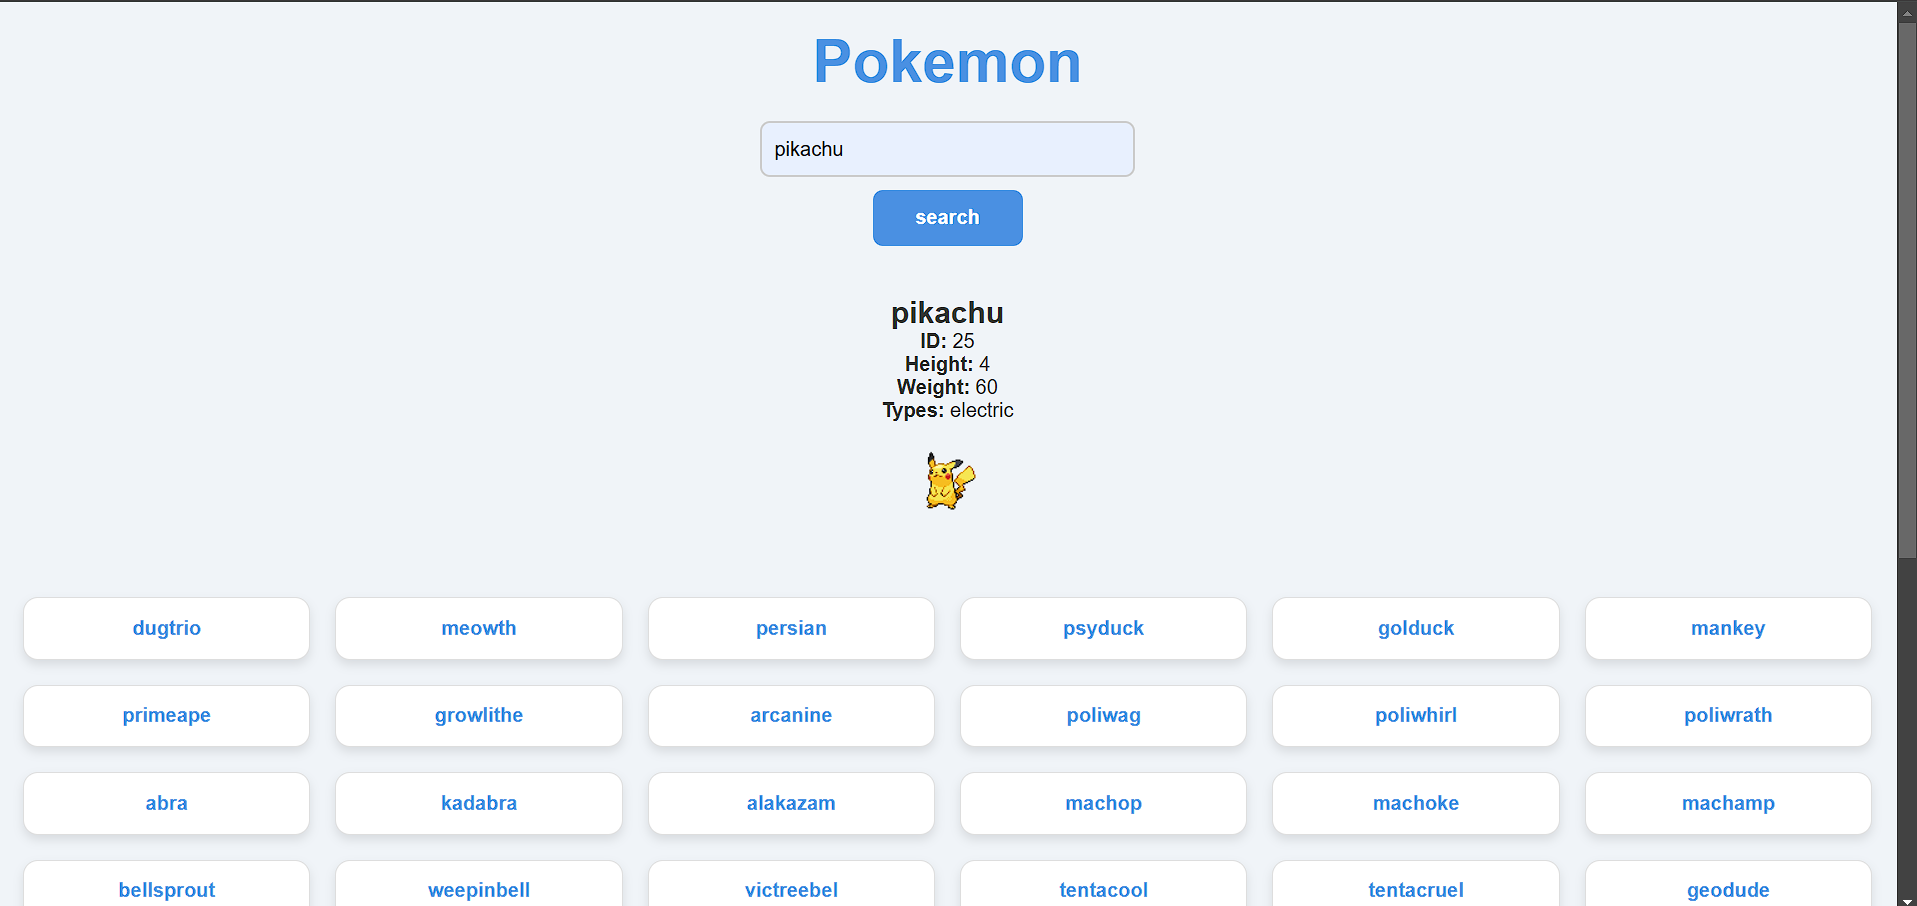 Pokemon
pikachu
search
pikachu
ID: 25
Height: 4
Weight: 60
Types: electric
dugtrio meowth persian psyduck golduck mankey
primeape growlithe arcanine poliwag poliwhirl poliwrath
abra kadabra alakazam machop machoke machamp
bellsprout weepinbell victreebel tentacool tentacruel geodude